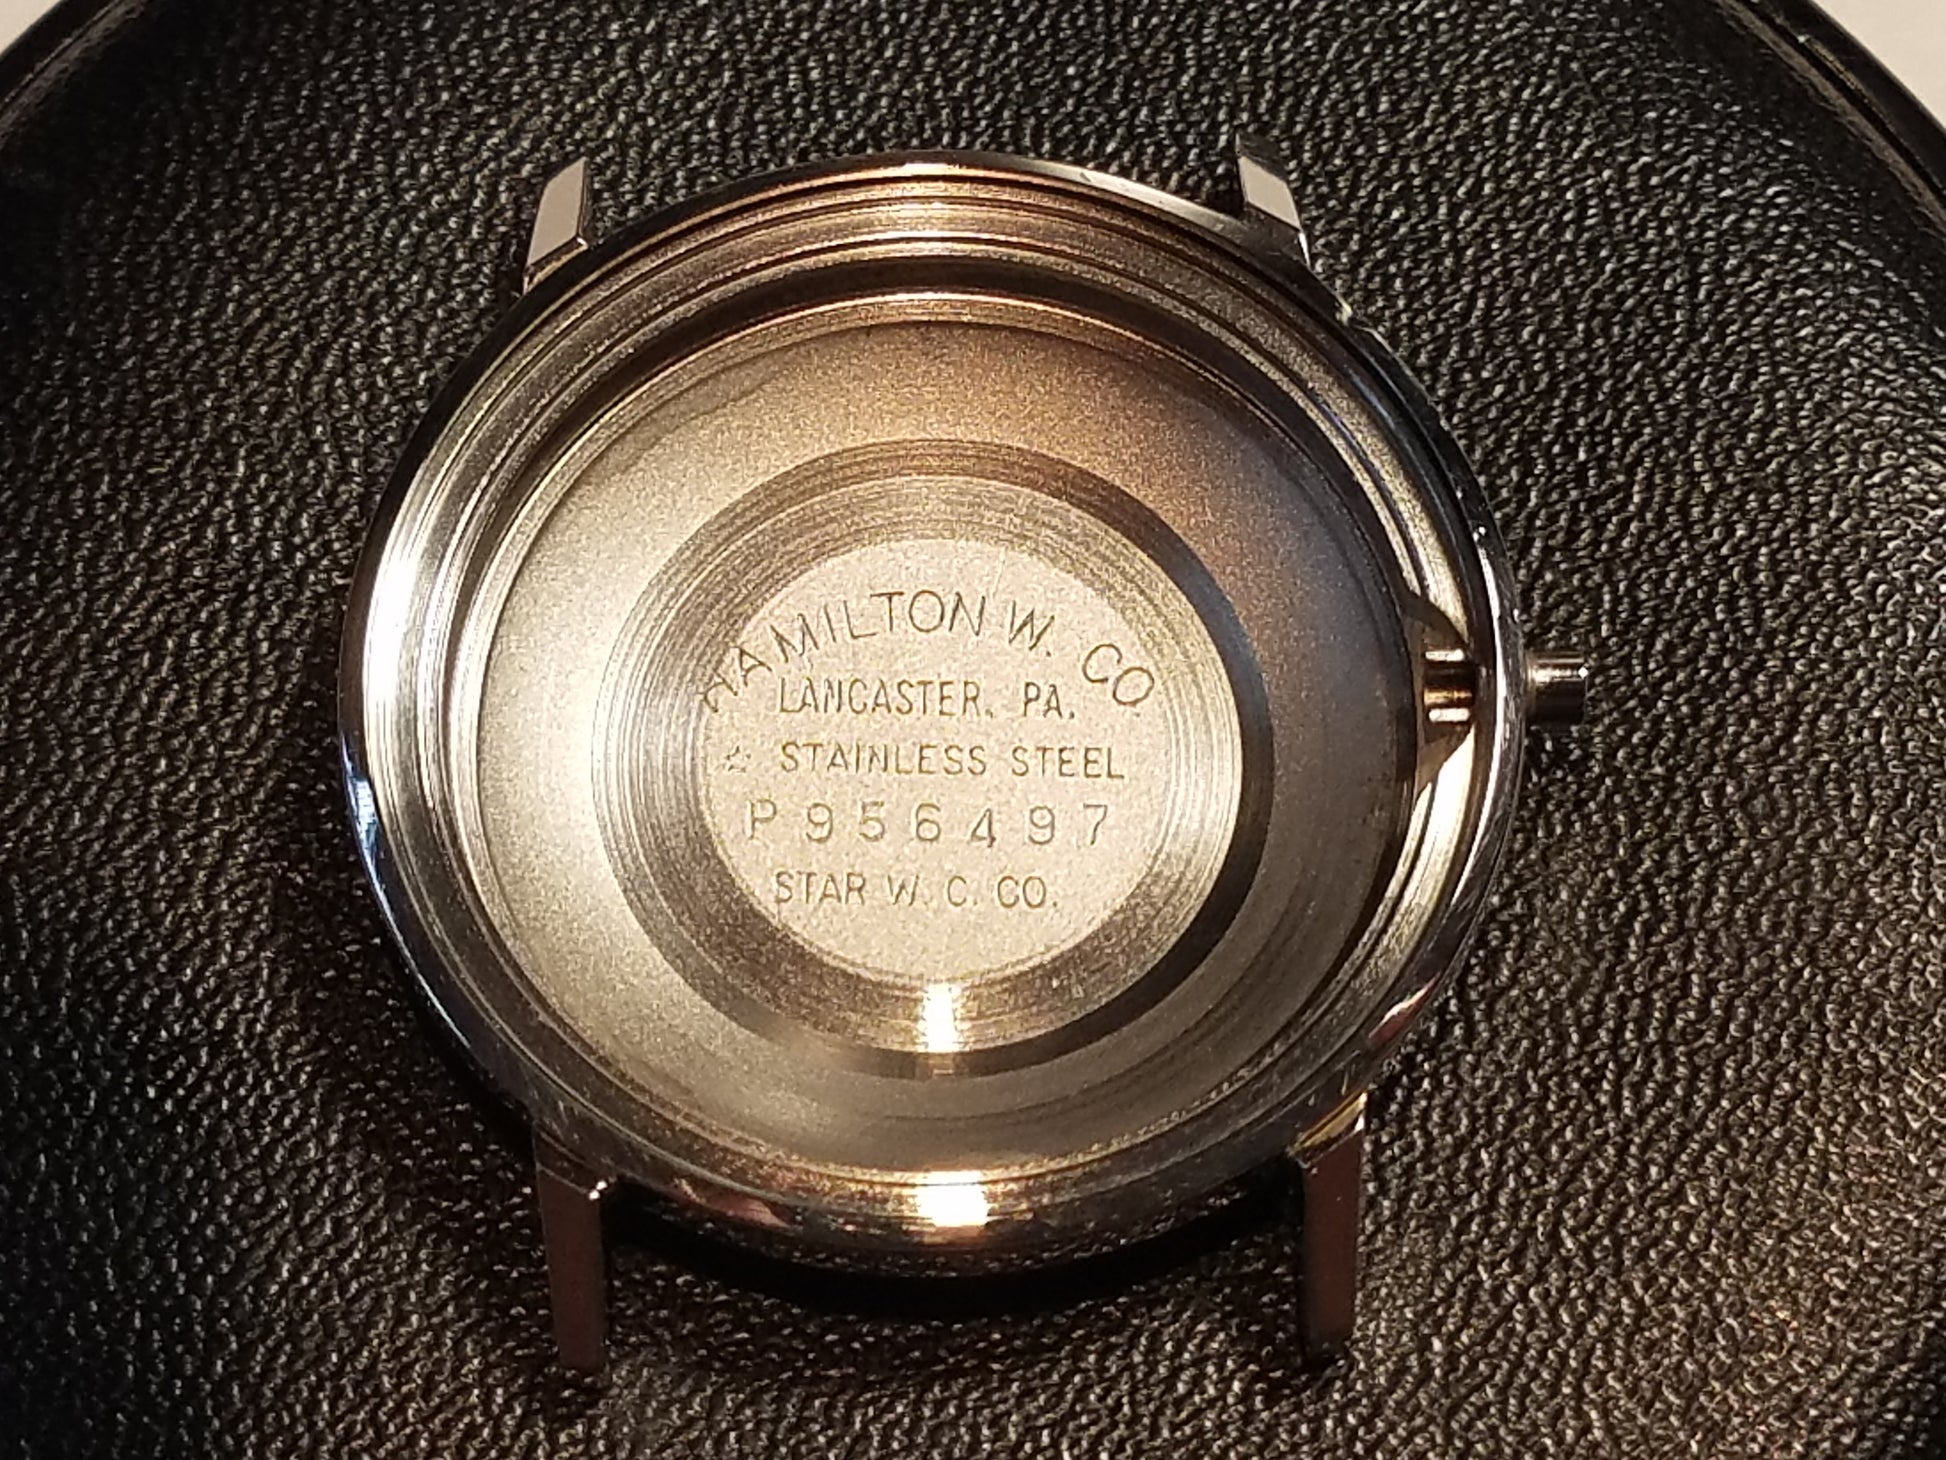 HAMILTON W. CO.
LANCASTER, PA.
☆ STAINLESS STEEL
P956497
STAR W. C. CO.